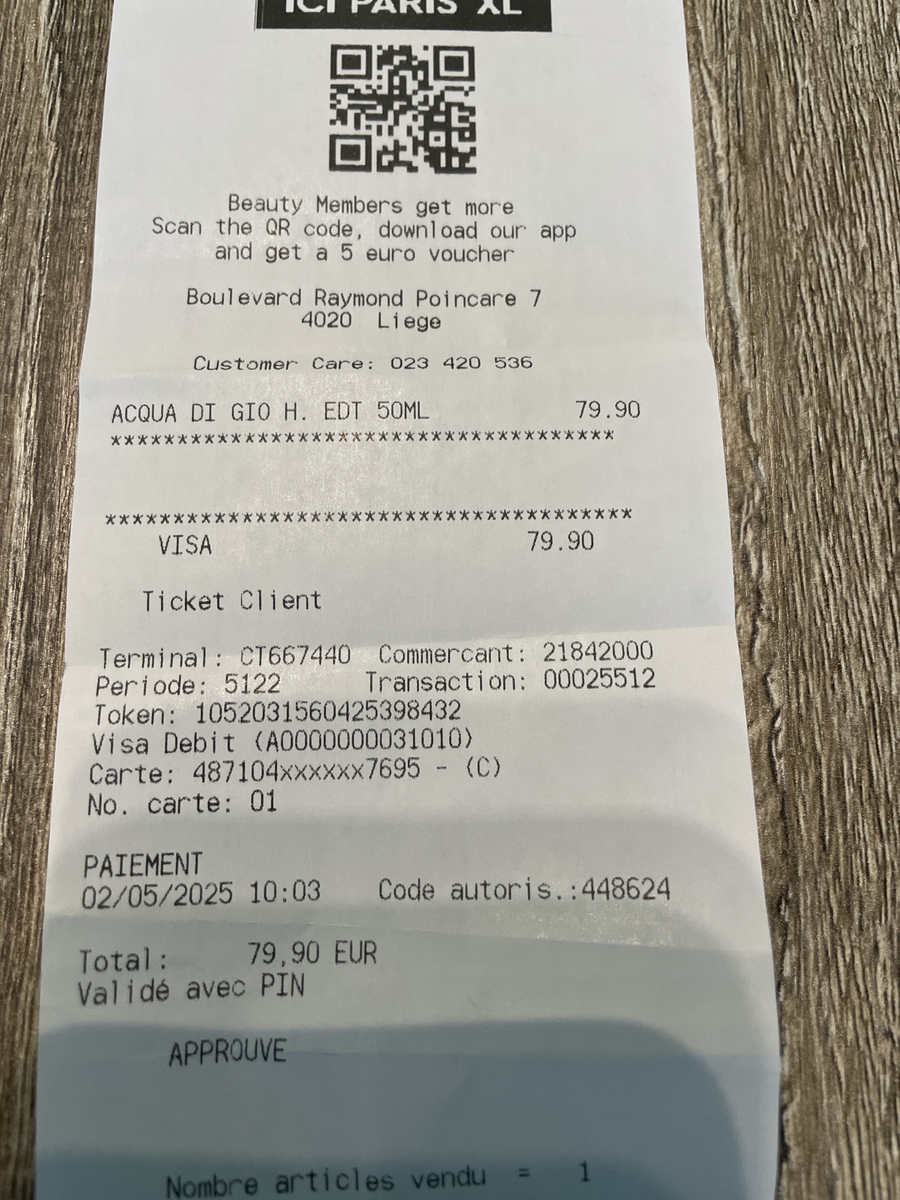 ICI PARIS XL
Beauty Members get more
Scan the QR code, download our app
and get a 5 euro voucher
Boulevard Raymond Poincare 7
4020 Liege
Customer Care: 023 420 536
ACQUA DI GIO H. EDT 50ML 79.90
**************************************
***************************************
VISA 79.90
Ticket Client
Terminal: CT667440 Commercant: 21842000
Periode: 5122 Transaction: 00025512
Token: 1052031560425398432
Visa Debit (A0000000031010)
Carte: 487104xxxxxx7695 - (C)
No. carte: 01
PAIEMENT
02/05/2025 10:03 Code autoris.:448624
Total: 79,90 EUR
Validé avec PIN
APPROUVE
Nombre articles vendu = 1